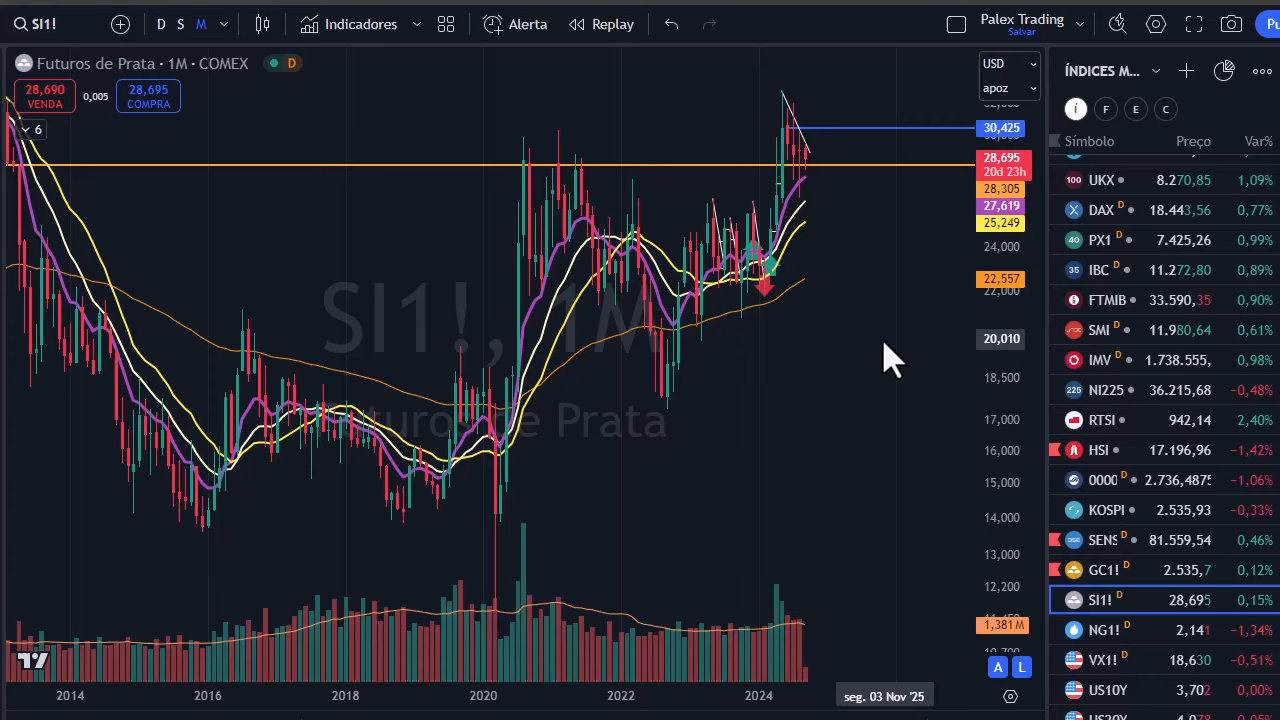 SI1!
D S M
Indicadores
Alerta
Replay
Palex Trading
Salvar
Futuros de Prata · 1M · COMEX
D
28,690
VENDA
0,005
28,695
COMPRA
6
USD
apoz
30,425
28,695
20d 23h
28,305
27,619
25,249
24,000
22,557
22,000
20,010
18,500
17,000
16,000
15,000
14,000
13,000
12,200
1,381 M
SI1!, 1M
Futuros de Prata
A L
2014 2016 2018 2020 2022 2024
seg. 03 Nov '25
ÍNDICES M...
Í F E C
Símbolo Preço Var%
UKX 8.270,85 1,09%
DAX D 18.443,56 0,77%
PX1 D 7.425,26 0,99%
IBC D 0,89%
FTMIB 33.590,35 0,90%
SMI D 11.980,64 0,61%
IMV 1.738.555, 0,98%
NI225 36.215,68 −0,48%
RTSI 942,14 2,40%
HSI 17.196,96 −1,42%
0000 D 2.736,4875 −1,06%
KOSPI 2.535,93 −0,33%
SENS D 81.559,54 0,46%
GC1! D 2.535,7 0,12%
SI1! D 28,695 0,15%
NG1! D 2,141 −1,34%
VX1! D 18,630 −0,51%
US10Y 3,702 0,00%